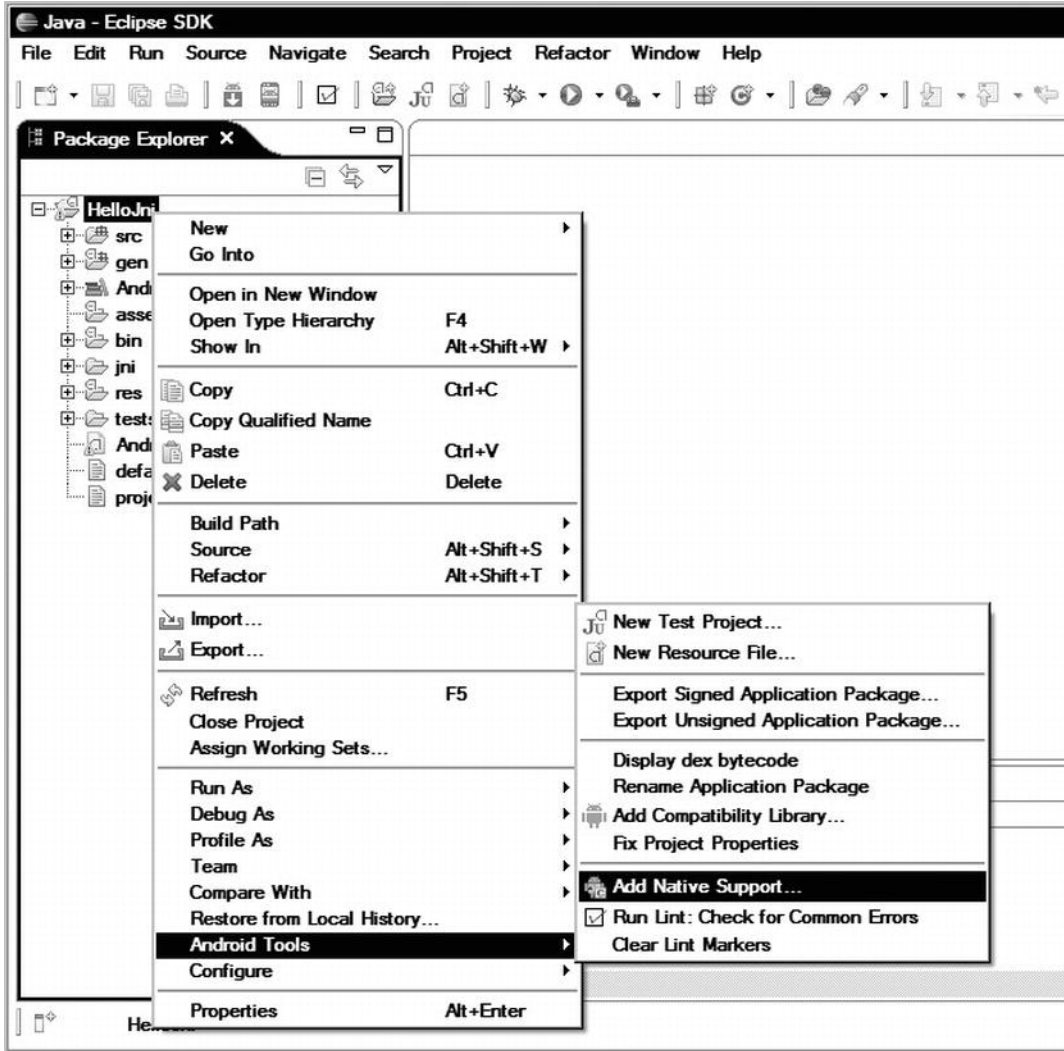 Java - Eclipse SDK
File Edit Run Source Navigate Search Project Refactor Window Help
Package Explorer
HelloJni
src
gen
bin
jni
res
New
Go Into
Open in New Window
Open Type Hierarchy F4
Show In Alt+Shift+W
Copy Ctrl+C
Copy Qualified Name
Paste Ctrl+V
Delete Delete
Build Path
Source Alt+Shift+S
Refactor Alt+Shift+T
Import...
Export...
Refresh F5
Close Project
Assign Working Sets...
Run As
Debug As
Profile As
Team
Compare With
Restore from Local History...
Android Tools
Configure
Properties Alt+Enter
New Test Project...
New Resource File...
Export Signed Application Package...
Export Unsigned Application Package...
Display dex bytecode
Rename Application Package
Add Compatibility Library...
Fix Project Properties
Add Native Support...
Run Lint: Check for Common Errors
Clear Lint Markers